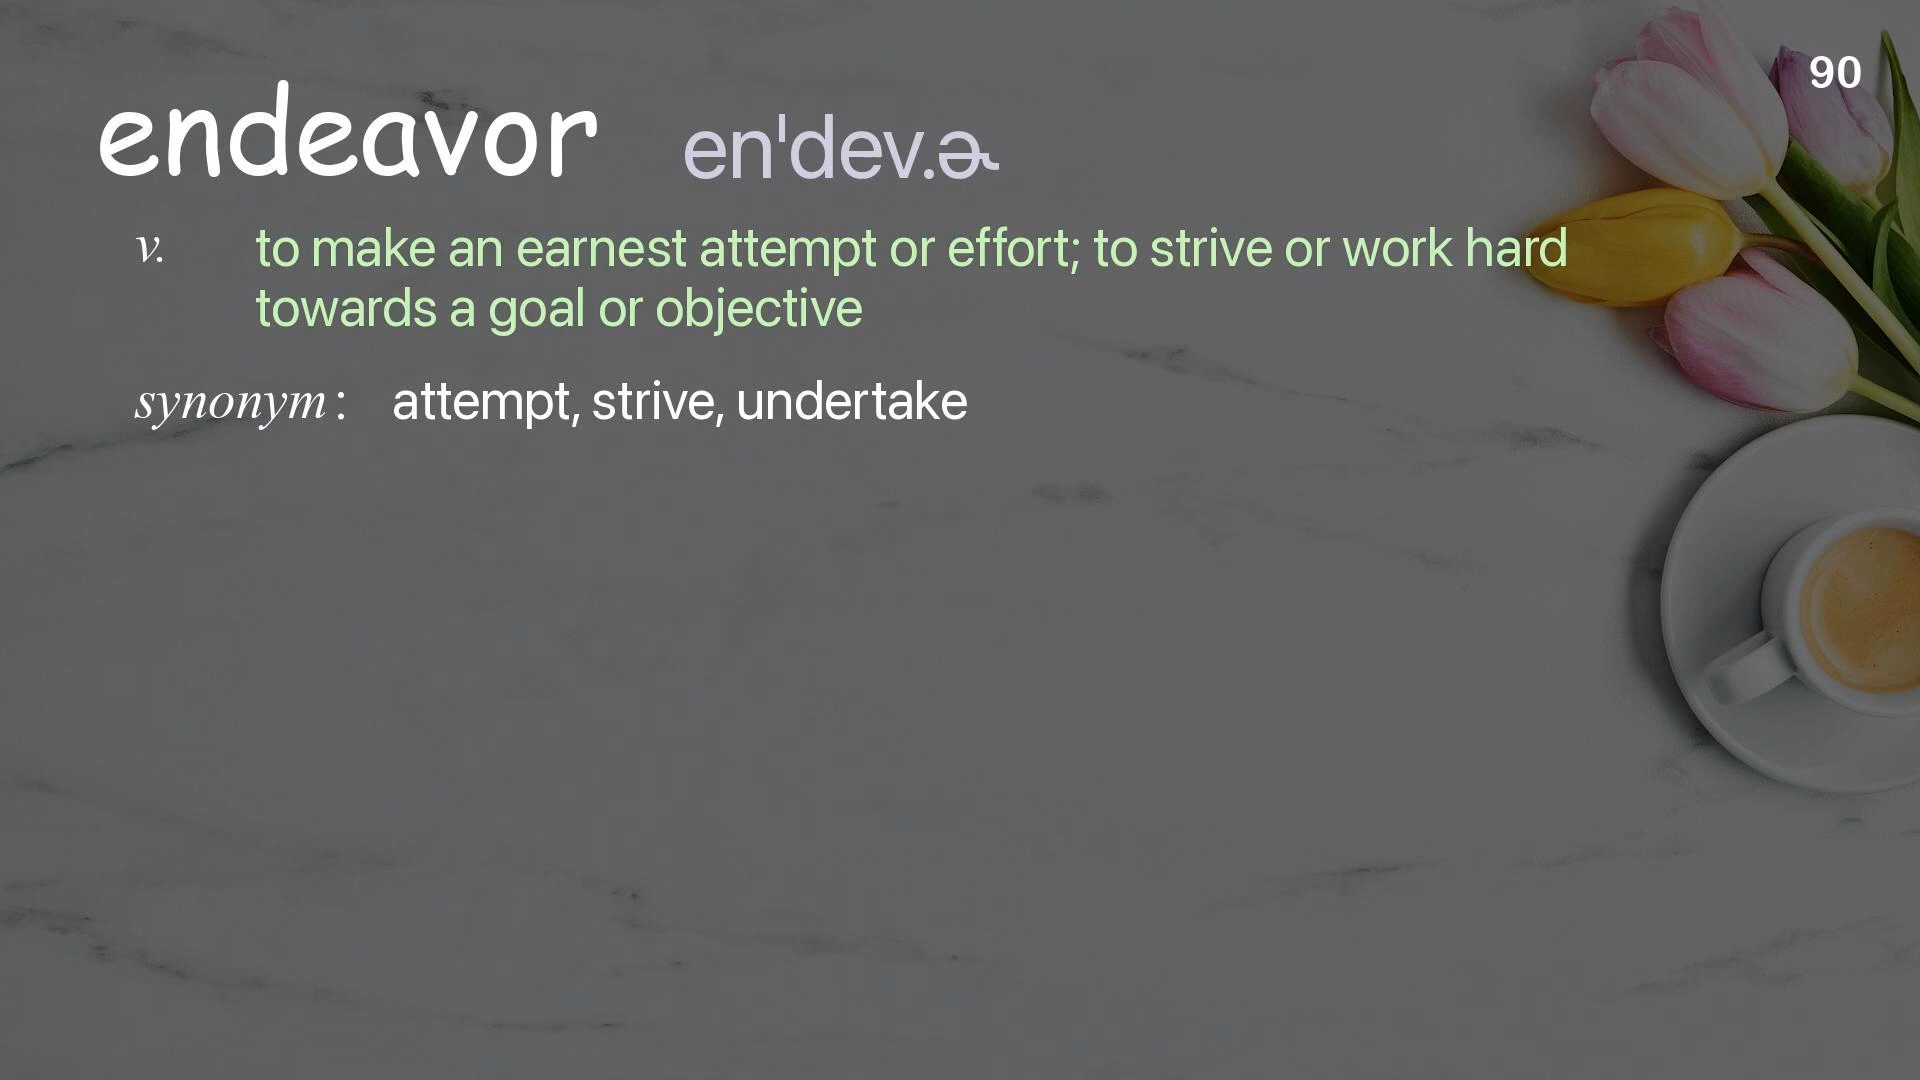 90
endeavor en'dev.ɚ
v. to make an earnest attempt or effort; to strive or work hard
towards a goal or objective
synonym : attempt, strive, undertake